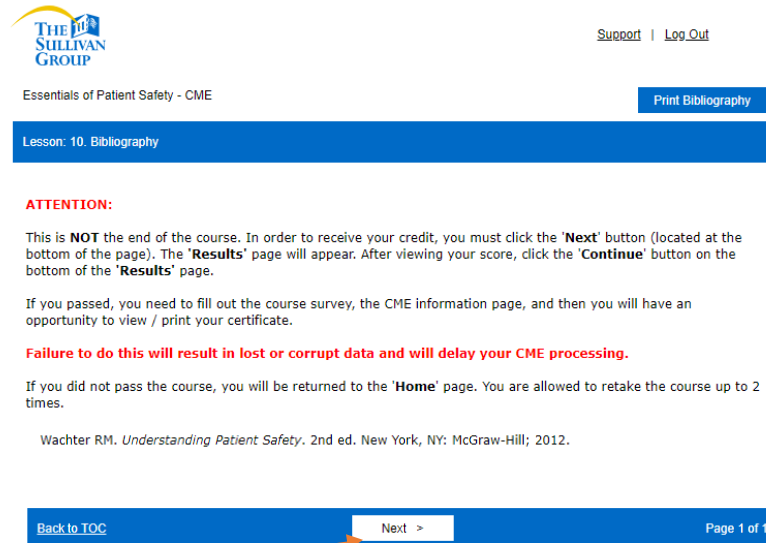 THE
SULLIVAN
GROUP
Support | Log Out
Essentials of Patient Safety - CME
Print Bibliography
Lesson: 10. Bibliography
ATTENTION:
This is NOT the end of the course. In order to receive your credit, you must click the 'Next' button (located at the
bottom of the page). The 'Results' page will appear. After viewing your score, click the 'Continue' button on the
bottom of the 'Results' page.
If you passed, you need to fill out the course survey, the CME information page, and then you will have an
opportunity to view / print your certificate.
Failure to do this will result in lost or corrupt data and will delay your CME processing.
If you did not pass the course, you will be returned to the 'Home' page. You are allowed to retake the course up to 2
times.
Wachter RM. Understanding Patient Safety. 2nd ed. New York, NY: McGraw-Hill; 2012.
Back to TOC
Next >
Page 1 of 1